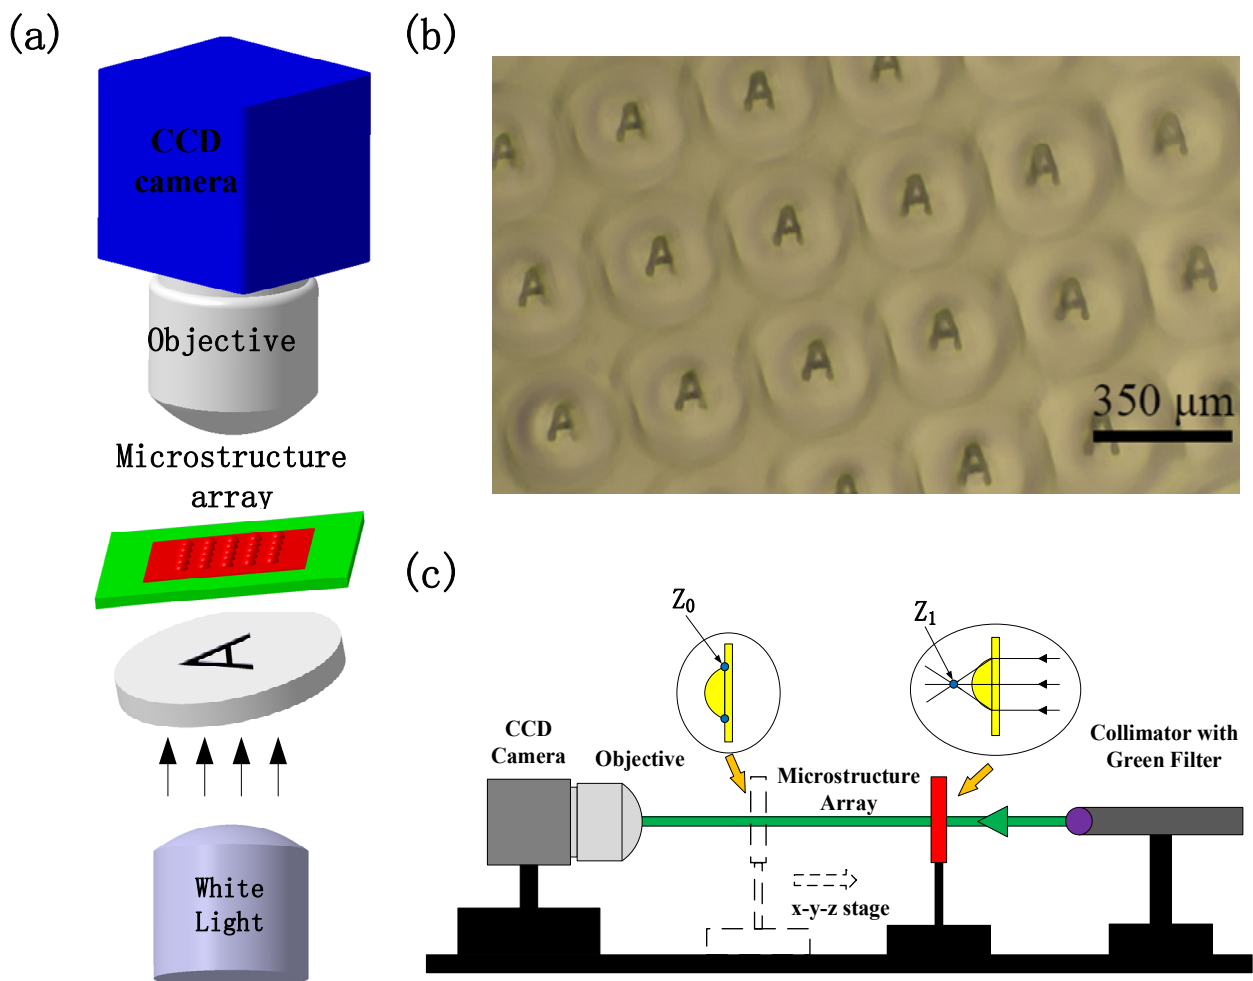 (a)
CCD
camera
Objective
Microstructure
array
A
White
Light
(b)
A A A
A A A A A
A A A A A
A A A A
A A A
350 μm
(c)
Z0
Z1
CCD
Camera
Objective
Microstructure
Array
Collimator with
Green Filter
x-y-z stage